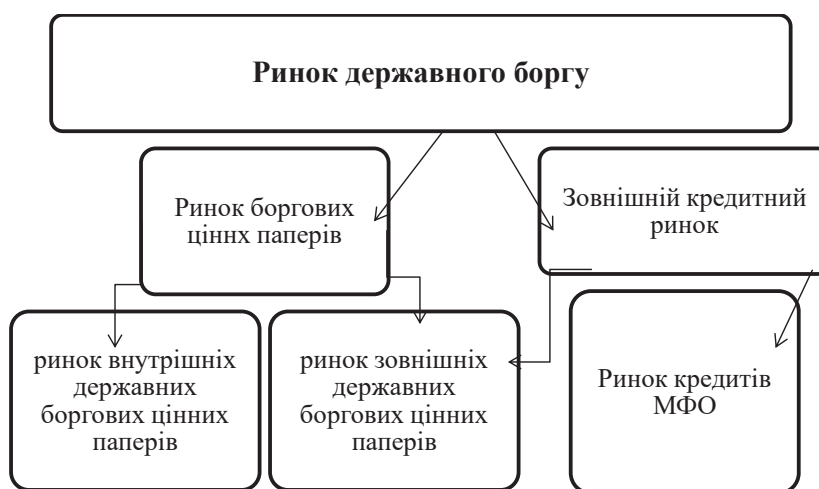 Ринок державного боргу
Ринок боргових
ціннх паперів
Зовнішній кредитний
ринок
ринок внутрішніх
державних
боргових цінних
паперів
ринок зовнішніх
державних
боргових цінних
паперів
Ринок кредитів
МФО